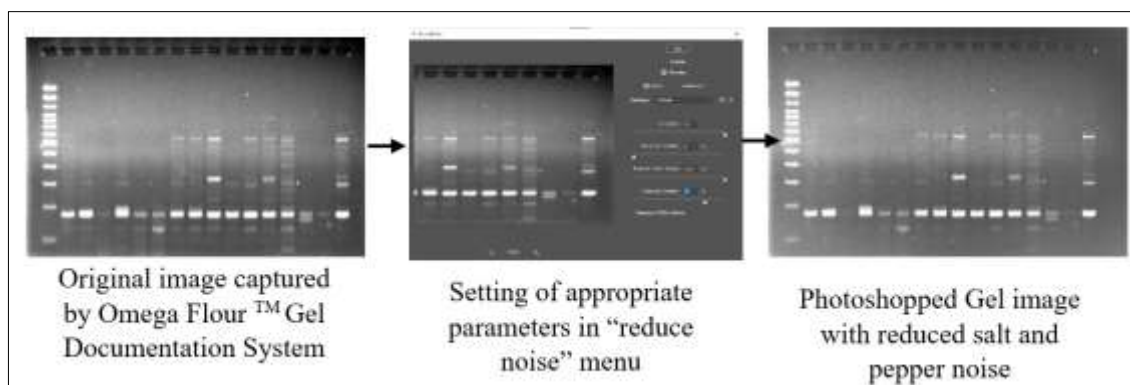 Original image captured
by Omega Flour ™ Gel
Documentation System
Setting of appropriate
parameters in “reduce
noise” menu
Photoshopped Gel image
with reduced salt and
pepper noise